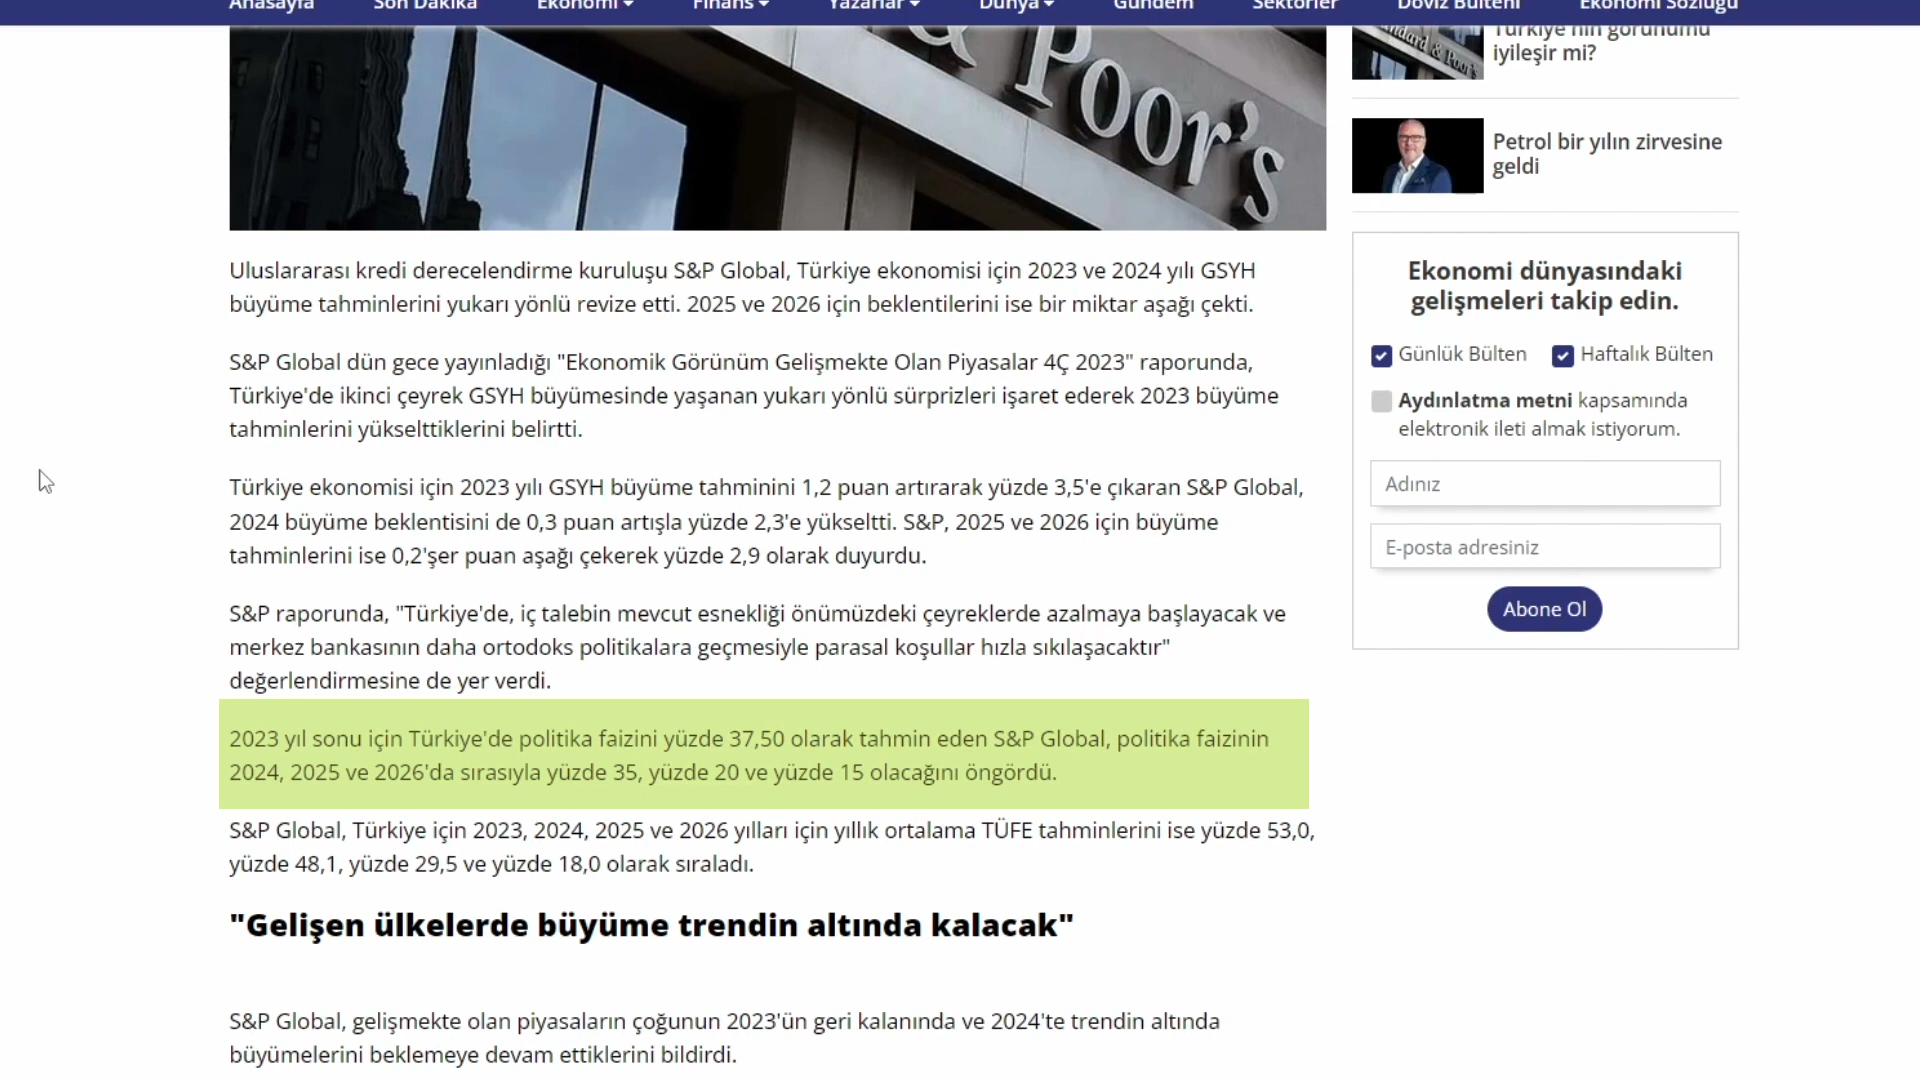 Anasayfa Son Dakika Ekonomi Finans Yazarlar Dünya Gündem Sektörler Döviz Bülteni Ekonomi Sözlüğü
& Poor's
ndard & Poor's
Türkiye'nin görünümü
iyileşir mi?
Petrol bir yılın zirvesine
geldi
Uluslararası kredi derecelendirme kuruluşu S&P Global, Türkiye ekonomisi için 2023 ve 2024 yılı GSYH
büyüme tahminlerini yukarı yönlü revize etti. 2025 ve 2026 için beklentilerini ise bir miktar aşağı çekti.
S&P Global dün gece yayınladığı "Ekonomik Görünüm Gelişmekte Olan Piyasalar 4Ç 2023" raporunda,
Türkiye'de ikinci çeyrek GSYH büyümesinde yaşanan yukarı yönlü sürprizleri işaret ederek 2023 büyüme
tahminlerini yükselttiklerini belirtti.
Türkiye ekonomisi için 2023 yılı GSYH büyüme tahminini 1,2 puan artırarak yüzde 3,5'e çıkaran S&P Global,
2024 büyüme beklentisini de 0,3 puan artışla yüzde 2,3'e yükseltti. S&P, 2025 ve 2026 için büyüme
tahminlerini ise 0,2'şer puan aşağı çekerek yüzde 2,9 olarak duyurdu.
S&P raporunda, "Türkiye'de, iç talebin mevcut esnekliği önümüzdeki çeyreklerde azalmaya başlayacak ve
merkez bankasının daha ortodoks politikalara geçmesiyle parasal koşullar hızla sıkılaşacaktır"
değerlendirmesine de yer verdi.
2023 yıl sonu için Türkiye'de politika faizini yüzde 37,50 olarak tahmin eden S&P Global, politika faizinin
2024, 2025 ve 2026'da sırasıyla yüzde 35, yüzde 20 ve yüzde 15 olacağını öngördü.
S&P Global, Türkiye için 2023, 2024, 2025 ve 2026 yılları için yıllık ortalama TÜFE tahminlerini ise yüzde 53,0,
yüzde 48,1, yüzde 29,5 ve yüzde 18,0 olarak sıraladı.
"Gelişen ülkelerde büyüme trendin altında kalacak"
S&P Global, gelişmekte olan piyasaların çoğunun 2023'ün geri kalanında ve 2024'te trendin altında
büyümelerini beklemeye devam ettiklerini bildirdi.
Ekonomi dünyasındaki
gelişmeleri takip edin.
Günlük Bülten Haftalık Bülten
Aydınlatma metni kapsamında
elektronik ileti almak istiyorum.
Adınız
E-posta adresiniz
Abone Ol